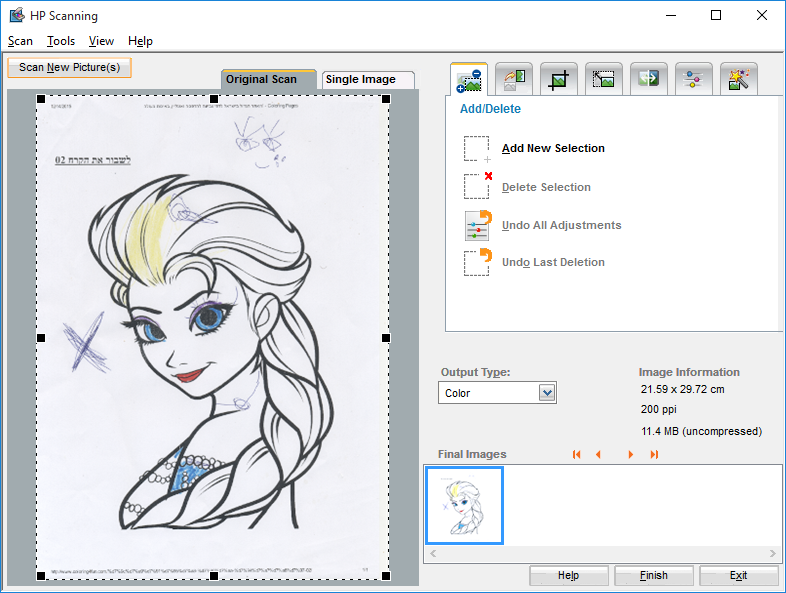 HP Scanning
Scan Tools View Help
Scan New Picture(s)
Original Scan Single Image
Coloring Pages
לשבור את הקרח 02
Add/Delete
Add New Selection
Delete Selection
Undo All Adjustments
Undo Last Deletion
Output Type:
Color
Image Information
21.59 x 29.72 cm
200 ppi
11.4 MB (uncompressed)
Final Images
Help Finish Exit